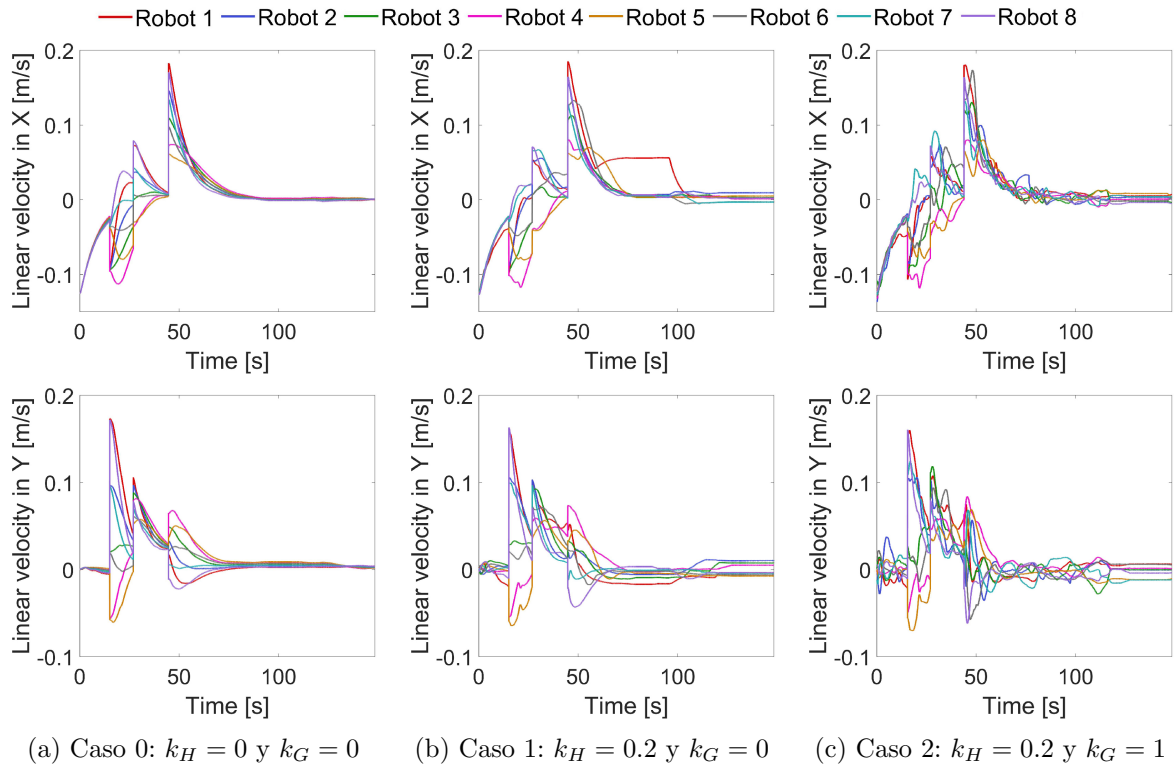 Robot 1 Robot 2 Robot 3 Robot 4 Robot 5 Robot 6 Robot 7 Robot 8
Linear velocity in X [m/s]
0.2
0.1
0
-0.1
0 50 100
Time [s]
Linear velocity in X [m/s]
0.2
0.1
0
-0.1
0 50 100
Time [s]
Linear velocity in X [m/s]
0.2
0.1
0
-0.1
0 50 100
Time [s]
Linear velocity in Y [m/s]
0.2
0.1
0
-0.1
0 50 100
Time [s]
Linear velocity in Y [m/s]
0.2
0.1
0
-0.1
0 50 100
Time [s]
Linear velocity in Y [m/s]
0.2
0.1
0
-0.1
0 50 100
Time [s]
(a) Caso 0: k_H = 0 y k_G = 0
(b) Caso 1: k_H = 0.2 y k_G = 0
(c) Caso 2: k_H = 0.2 y k_G = 1